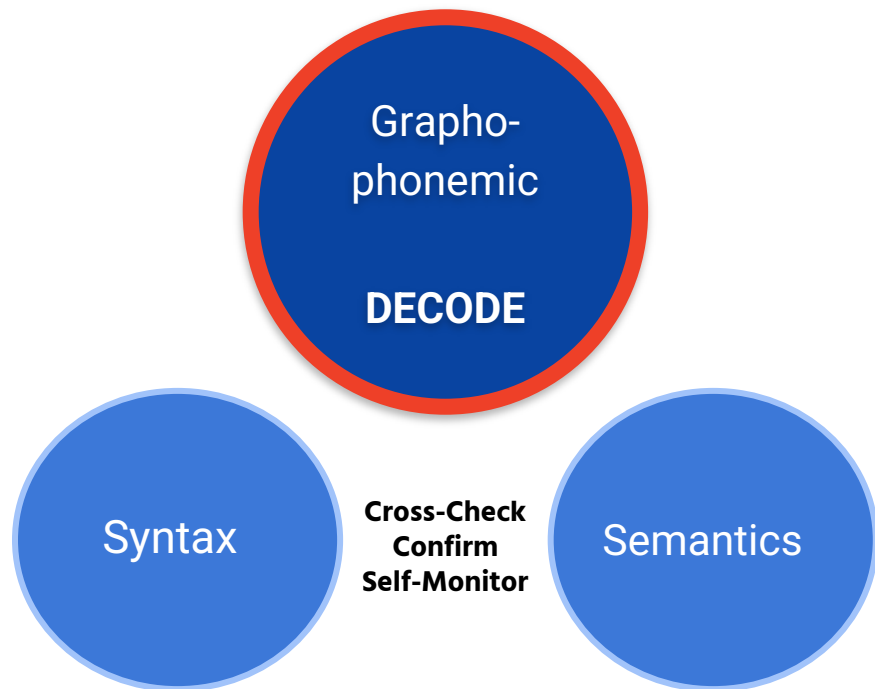 Grapho-
phonemic
DECODE
Syntax
Cross-Check
Confirm
Self-Monitor
Semantics